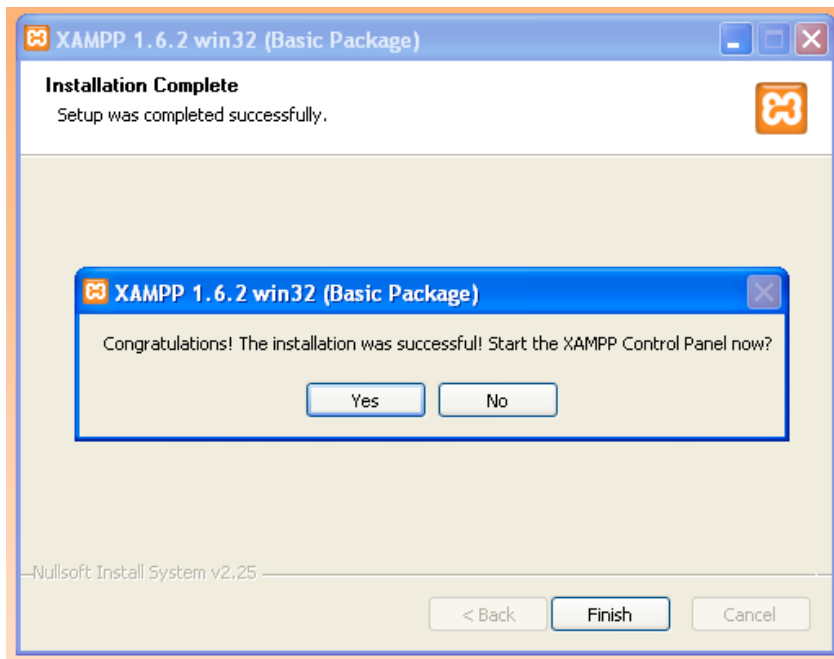 XAMPP 1.6.2 win32 (Basic Package)
Installation Complete
Setup was completed successfully.
XAMPP 1.6.2 win32 (Basic Package)
Congratulations! The installation was successful! Start the XAMPP Control Panel now?
Yes No
Nullsoft Install System v2.25
< Back Finish Cancel